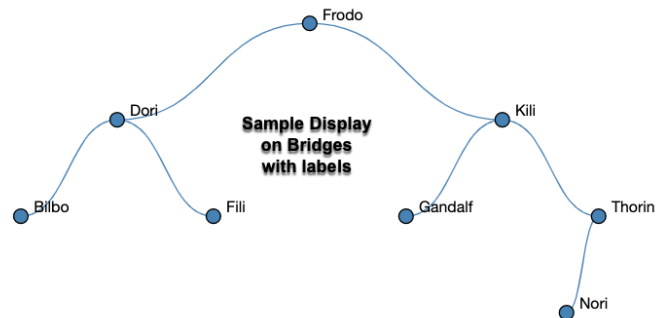 Frodo
Dori
Kili
Sample Display
on Bridges
with labels
Bilbo
Fili
Gandalf
Thorin
Nori